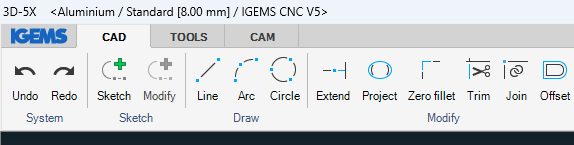 3D-5X <Aluminium / Standard [8.00 mm] / IGEMS CNC V5>
IGEMS CAD TOOLS CAM
Undo Redo Sketch Modify Line Arc Circle Extend Project Zero fillet Trim Join Offset
System Sketch Draw Modify